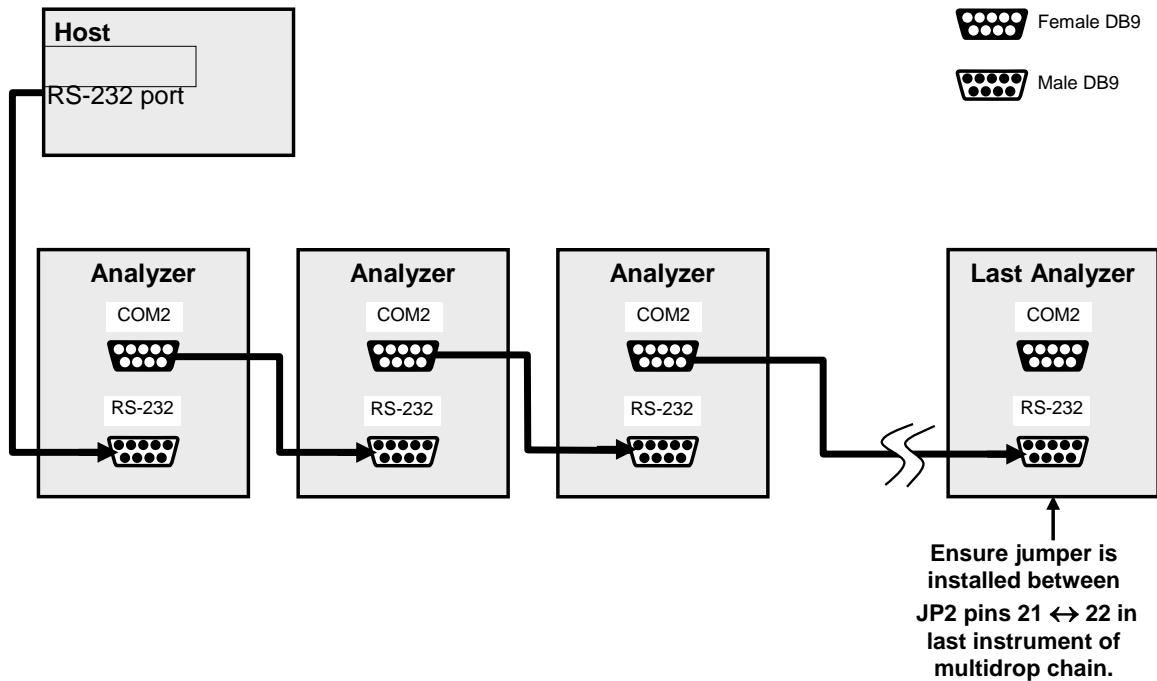 Host
RS-232 port
Female DB9
Male DB9
Analyzer
COM2
RS-232
Analyzer
COM2
RS-232
Analyzer
COM2
RS-232
Last Analyzer
COM2
RS-232
Ensure jumper is
installed between
JP2 pins 21 ↔ 22 in
last instrument of
multidrop chain.